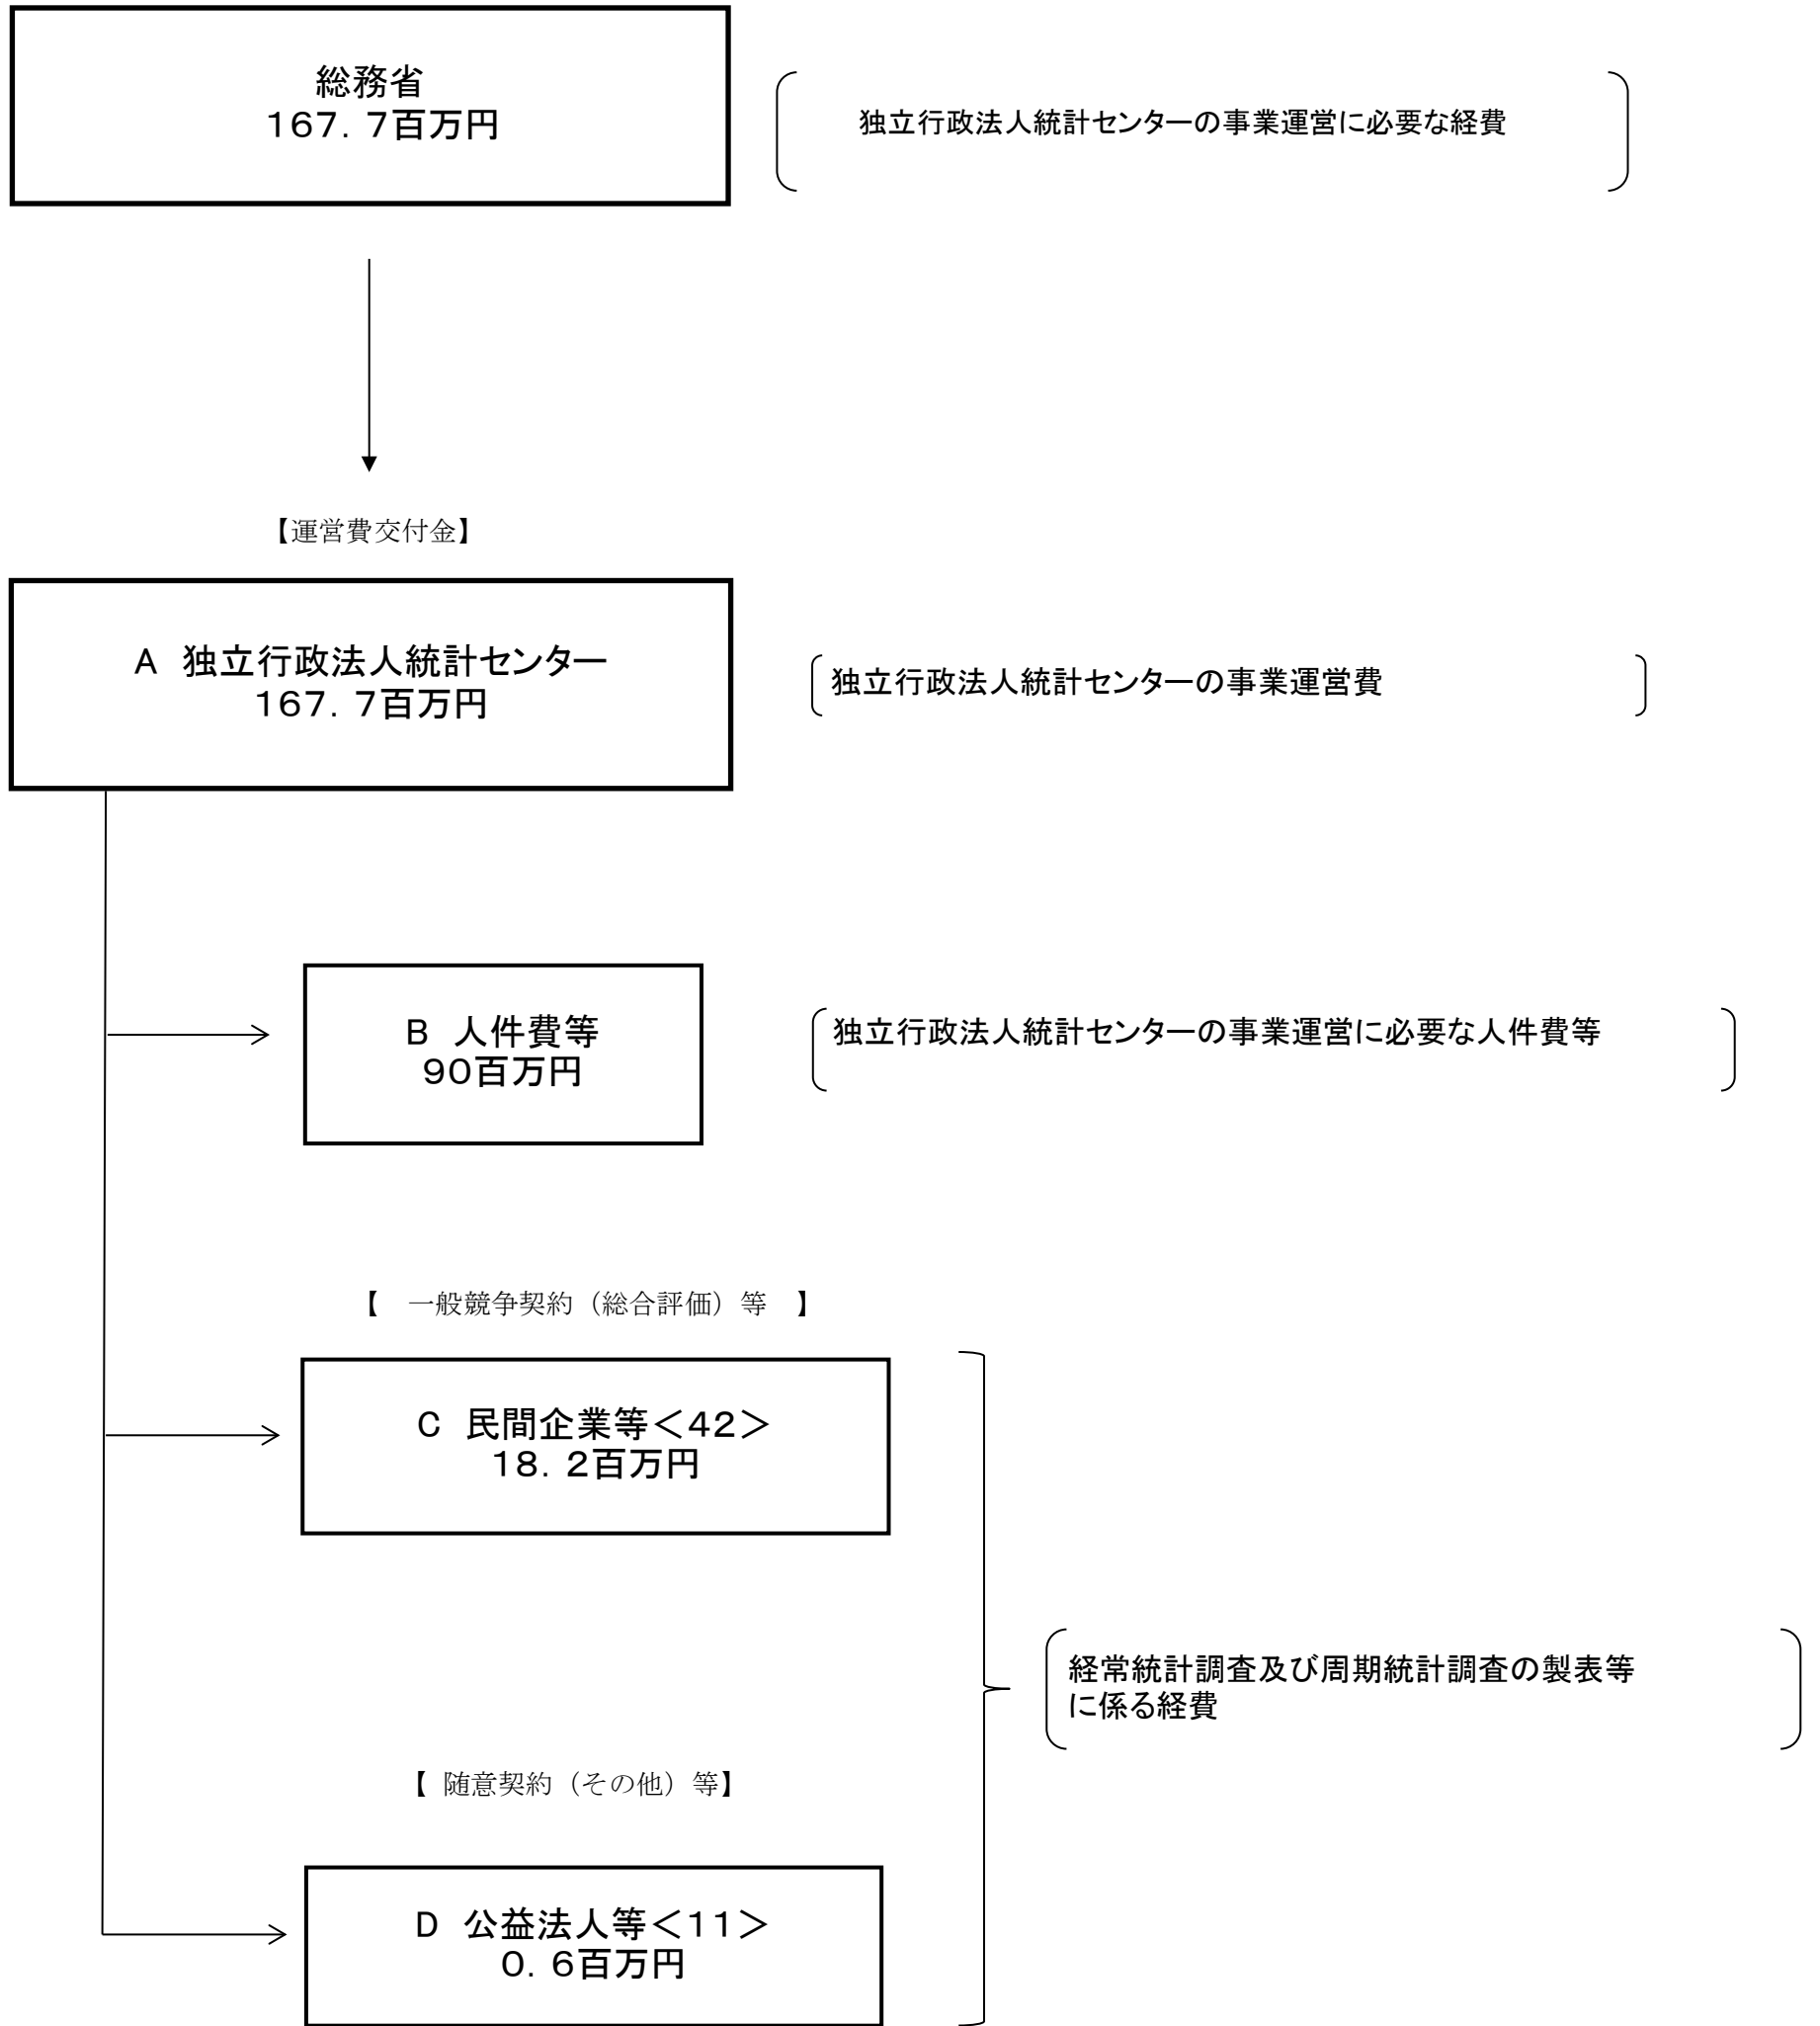 総務省
１６７．７百万円
独立行政法人統計センターの事業運営に必要な経費
【運営費交付金】
A　独立行政法人統計センター
１６７．７百万円
独立行政法人統計センターの事業運営費
B　人件費等
９０百万円
独立行政法人統計センターの事業運営に必要な人件費等
【　一般競争契約（総合評価）等　】
C　民間企業等＜４２＞
１８．２百万円
経常統計調査及び周期統計調査の製表等
に係る経費
【 随意契約（その他）等】
D　公益法人等＜１１＞
０．６百万円